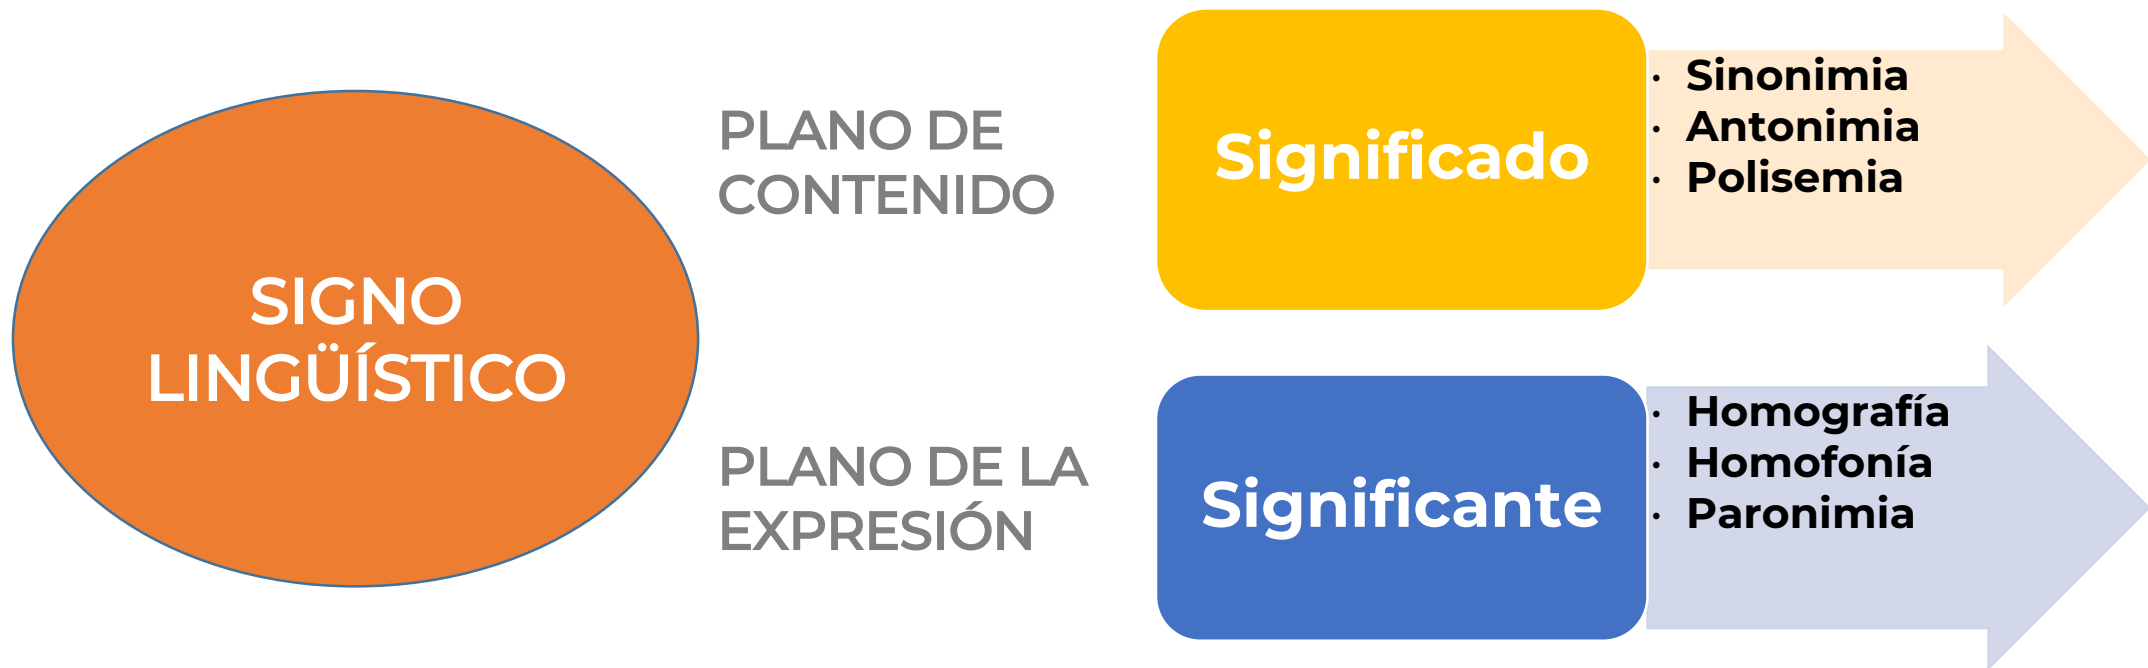 SIGNO
LINGÜÍSTICO
PLANO DE
CONTENIDO
Significado
· Sinonimia
· Antonimia
· Polisemia
PLANO DE LA
EXPRESIÓN
Significante
· Homografía
· Homofonía
· Paronimia